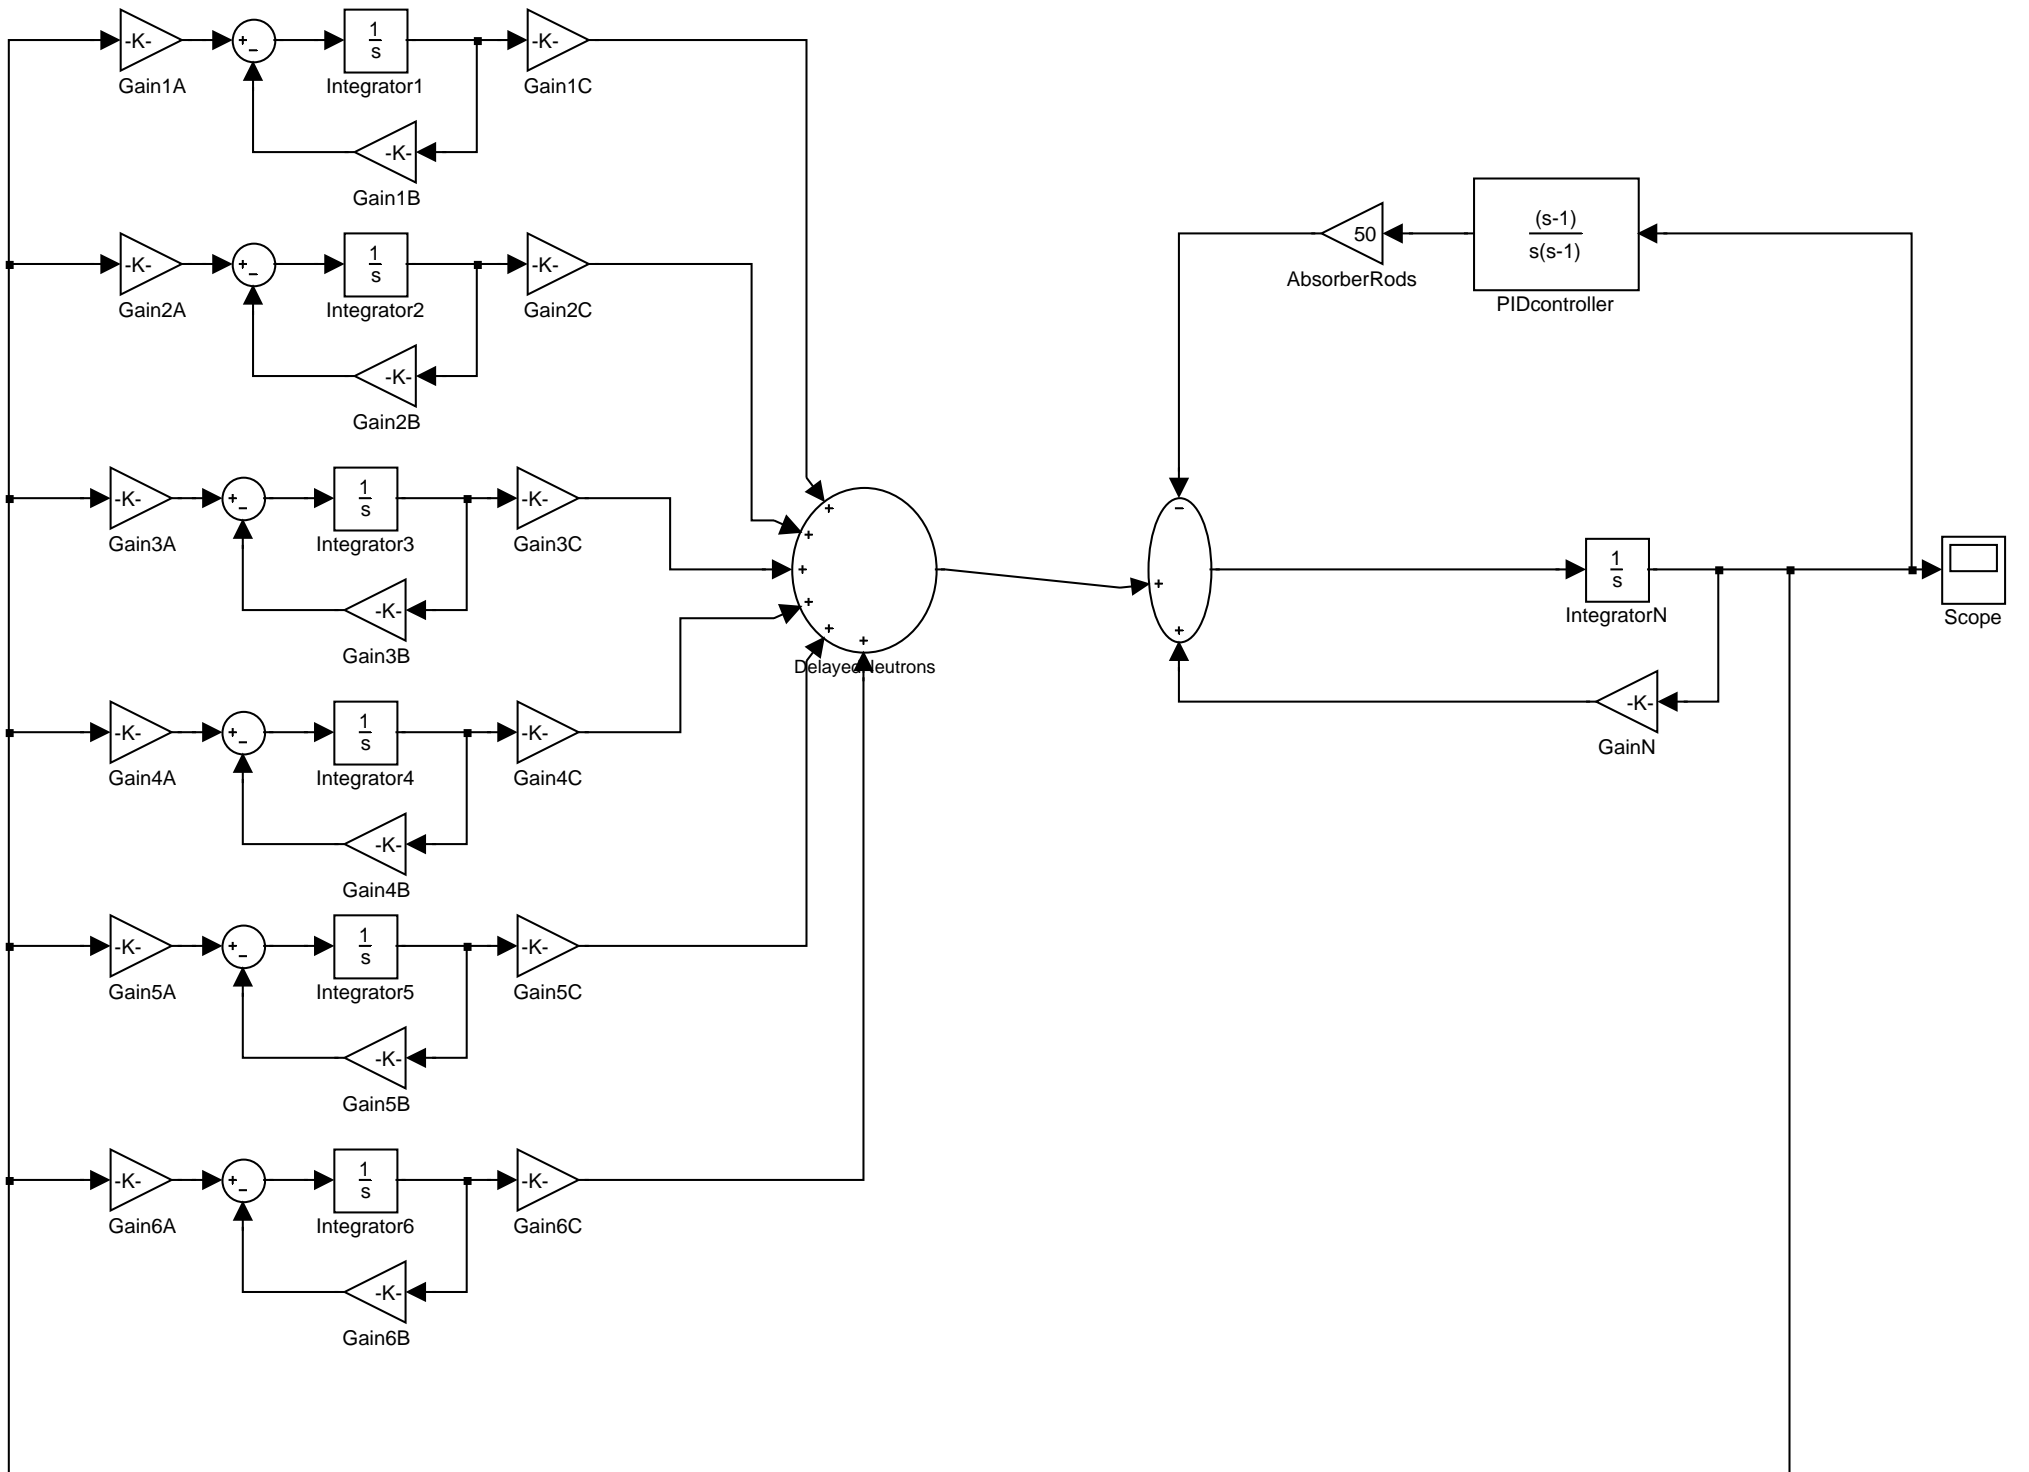 -K-
+
−
1
s
-K-
Gain1A
Integrator1
Gain1C
-K-
Gain1B
-K-
+
−
1
s
-K-
Gain2A
Integrator2
Gain2C
-K-
Gain2B
-K-
+
−
1
s
-K-
Gain3A
Integrator3
Gain3C
-K-
Gain3B
-K-
+
−
1
s
-K-
Gain4A
Integrator4
Gain4C
-K-
Gain4B
-K-
+
−
1
s
-K-
Gain5A
Integrator5
Gain5C
-K-
Gain5B
-K-
+
−
1
s
-K-
Gain6A
Integrator6
Gain6C
-K-
Gain6B
+
+
+
+
+
+
DelayedNeutrons
50
AbsorberRods
(s-1)
s(s-1)
PIDcontroller
−
+
+
1
s
IntegratorN
Scope
-K-
GainN